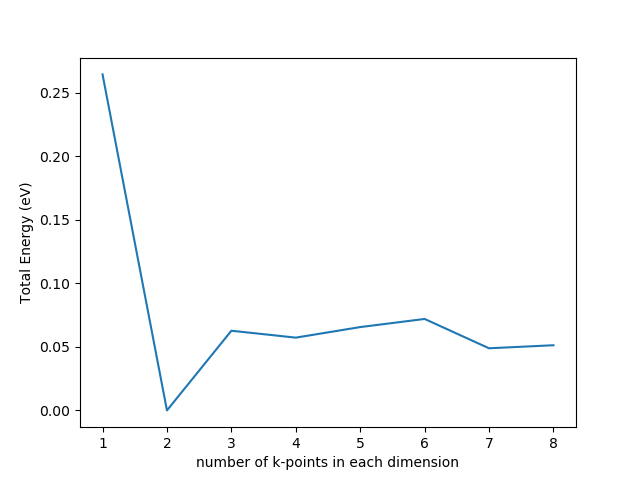 0.25
0.20
0.15
0.10
0.05
0.00
Total Energy (eV)
1 2 3 4 5 6 7 8
number of k-points in each dimension